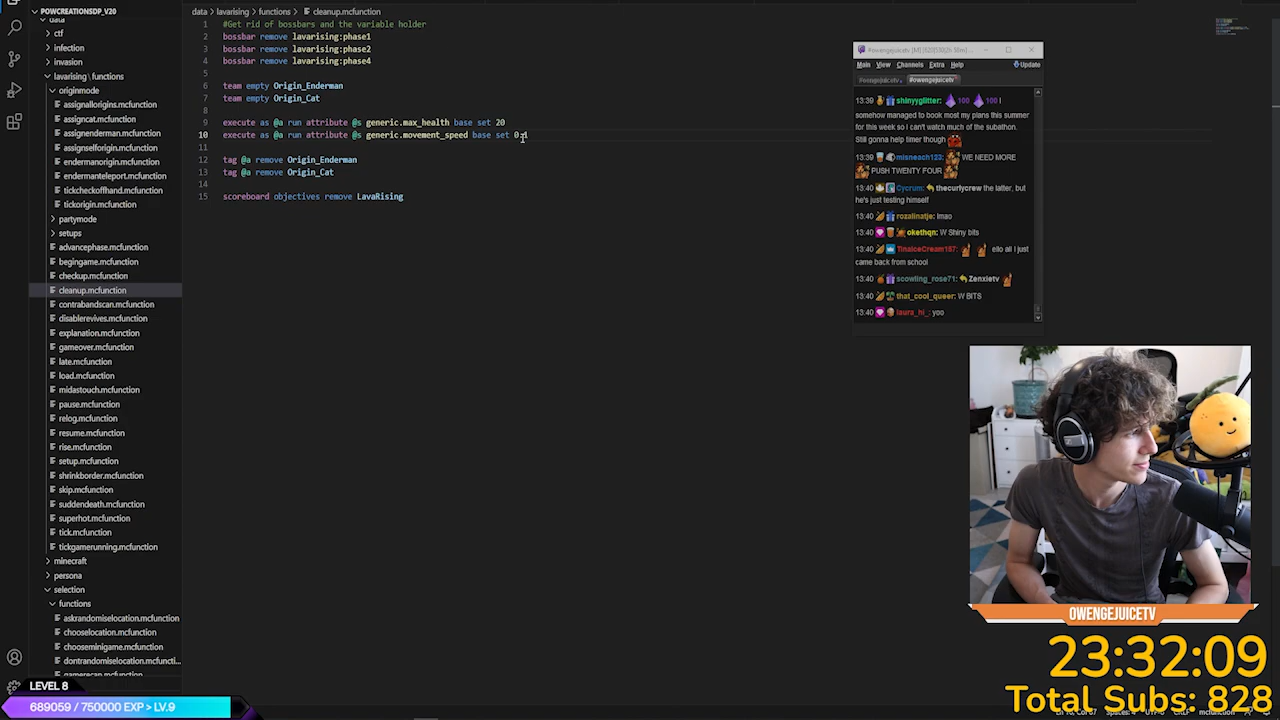 POWCREATIONSDP_V20
data
ctf
infection
invasion
lavarising \ functions
originmode
assignallorigins.mcfunction
assigncat.mcfunction
assignenderman.mcfunction
assignselforigin.mcfunction
endermanorigin.mcfunction
endermanteleport.mcfunction
tickcheckoffhand.mcfunction
tickorigin.mcfunction
partymode
setups
advancephase.mcfunction
begingame.mcfunction
checkup.mcfunction
cleanup.mcfunction
contrabandscan.mcfunction
disablerevives.mcfunction
explanation.mcfunction
gameover.mcfunction
late.mcfunction
load.mcfunction
midastouch.mcfunction
pause.mcfunction
relog.mcfunction
resume.mcfunction
rise.mcfunction
setup.mcfunction
shrinkborder.mcfunction
skip.mcfunction
suddendeath.mcfunction
superhot.mcfunction
tick.mcfunction
tickgamerunning.mcfunction
minecraft
persona
selection
functions
askrandomiselocation.mcfunction
chooselocation.mcfunction
chooseminigame.mcfunction
dontrandomiselocation.mcfuncti...
gamerecap.mcfunction
data > lavarising > functions > cleanup.mcfunction
1 #Get rid of bossbars and the variable holder
2 bossbar remove lavarising:phase1
3 bossbar remove lavarising:phase2
4 bossbar remove lavarising:phase4
5
6 team empty Origin_Enderman
7 team empty Origin_Cat
8
9 execute as @a run attribute @s generic.max_health base set 20
10 execute as @a run attribute @s generic.movement_speed base set 0.1
11
12 tag @a remove Origin_Enderman
13 tag @a remove Origin_Cat
14
15 scoreboard objectives remove LavaRising
Main View Channels Extra Help Update
#owengejuicetv
13:39 shinyyglitter: 100 100 I
somehow managed to book most my plans this summer
for this week so I can't watch much of the subathon.
Still gonna help timer though
13:39 misneach123: WE NEED MORE
PUSH TWENTY FOUR
13:40 Cycrum: thecurlycrew the latter, but
he's just testing himself
13:40 rozalinatje: lmao
13:40 okethqn: W Shiny bits
13:40 TinaIceCream157: ello all I just
came back from school
13:40 scowling_rose71: Zenxietv
13:40 that_cool_queer: W BITS
13:40 laura_hi_: yoo
OWENGEJUICETV
23:32:09
Total Subs: 828
LEVEL 8
689059 / 750000 EXP > LV.9